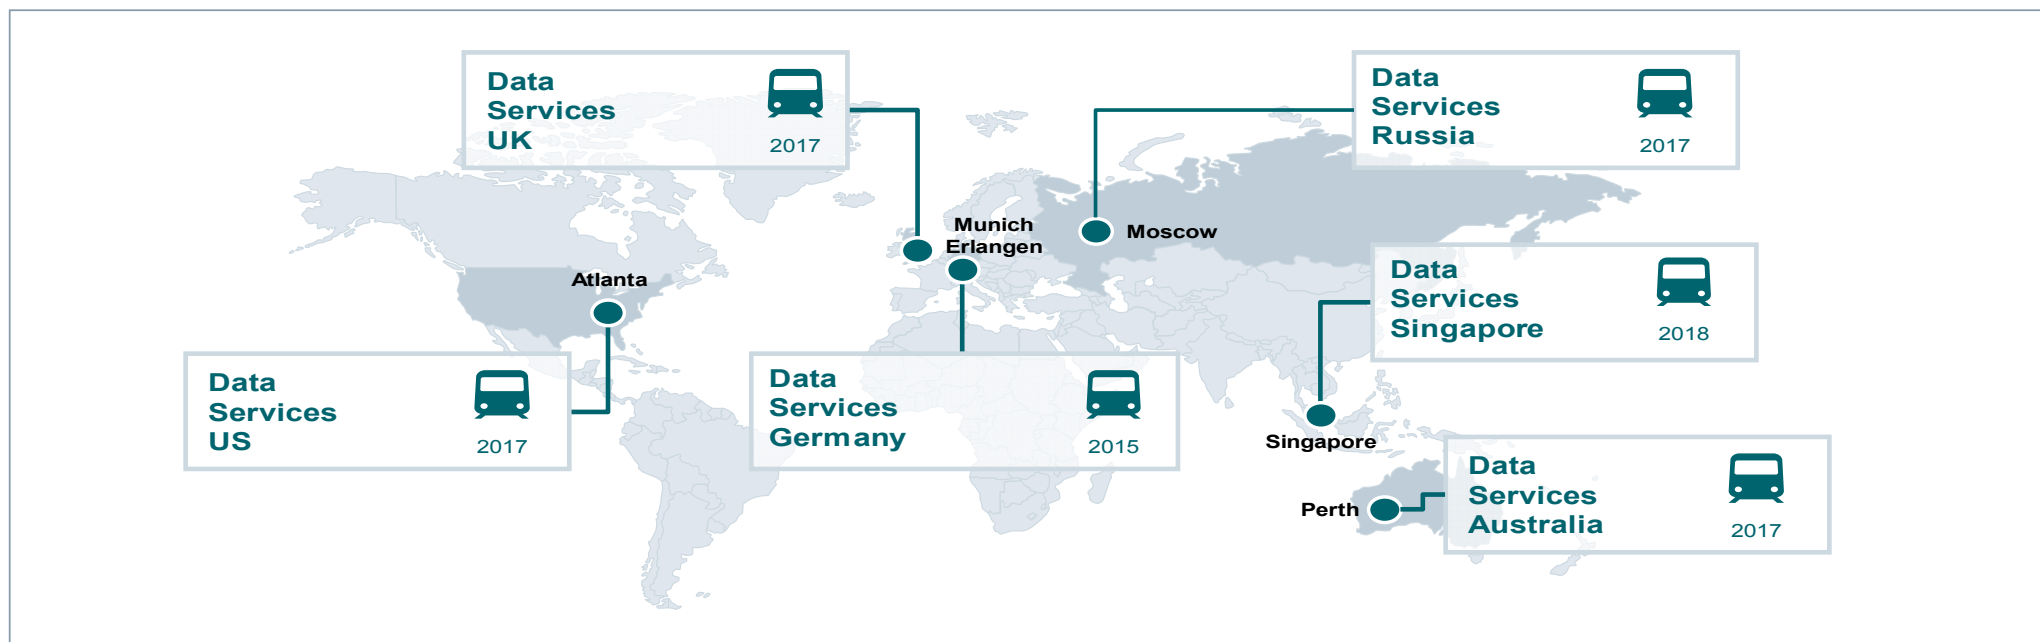 Data
Services
UK
2017
Data
Services
Russia
2017
Munich
Erlangen
Moscow
Atlanta
Data
Services
Singapore
2018
Data
Services
US
2017
Data
Services
Germany
2015
Singapore
Perth
Data
Services
Australia
2017